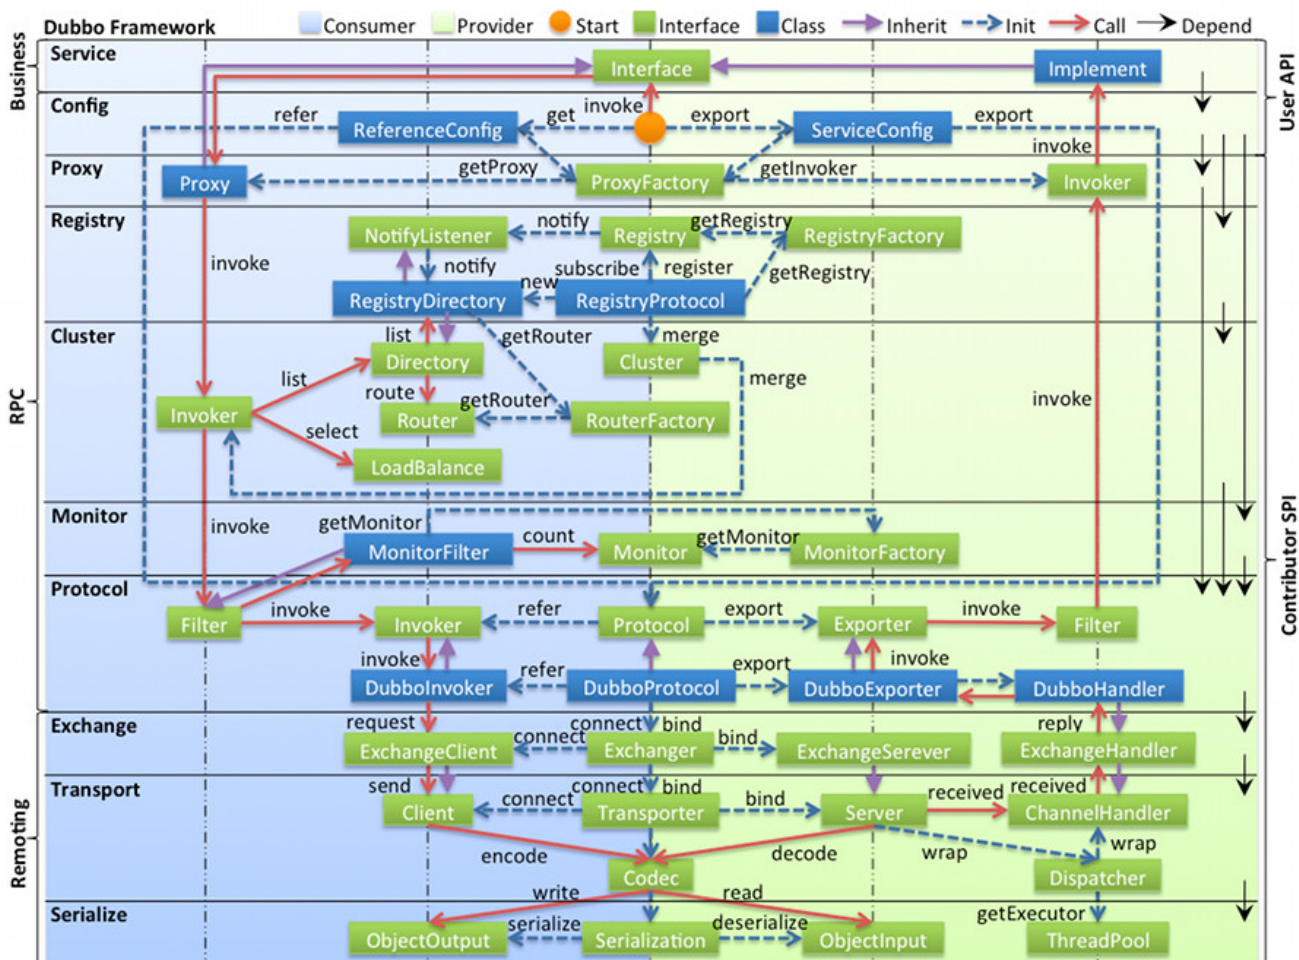 Dubbo Framework
Consumer
Provider
Start
Interface
Class
Inherit
Init
Call
Depend
Business
Service
Interface
Implement
User API
Config
refer
ReferenceConfig
get
invoke
export
ServiceConfig
export
invoke
Proxy
Proxy
getProxy
ProxyFactory
getInvoker
Invoker
Registry
NotifyListener
notify
Registry
getRegistry
RegistryFactory
invoke
notify
subscribe
register
getRegistry
RegistryDirectory
new
RegistryProtocol
RPC
Cluster
list
getRouter
merge
Directory
Cluster
list
route
getRouter
merge
invoke
Invoker
Router
RouterFactory
select
LoadBalance
Monitor
invoke
getMonitor
MonitorFilter
count
Monitor
getMonitor
MonitorFactory
Contributor SPI
Protocol
Filter
invoke
Invoker
refer
Protocol
export
Exporter
invoke
Filter
invoke
refer
export
invoke
DubboInvoker
DubboProtocol
DubboExporter
DubboHandler
Remoting
Exchange
request
connect
bind
reply
ExchangeClient
connect
Exchanger
bind
ExchangeSerever
ExchangeHandler
Transport
send
connect
bind
received
received
Client
connect
Transporter
bind
Server
ChannelHandler
encode
decode
wrap
wrap
Codec
Dispatcher
write
read
Serialize
serialize
deserialize
getExecutor
ObjectOutput
Serialization
ObjectInput
ThreadPool